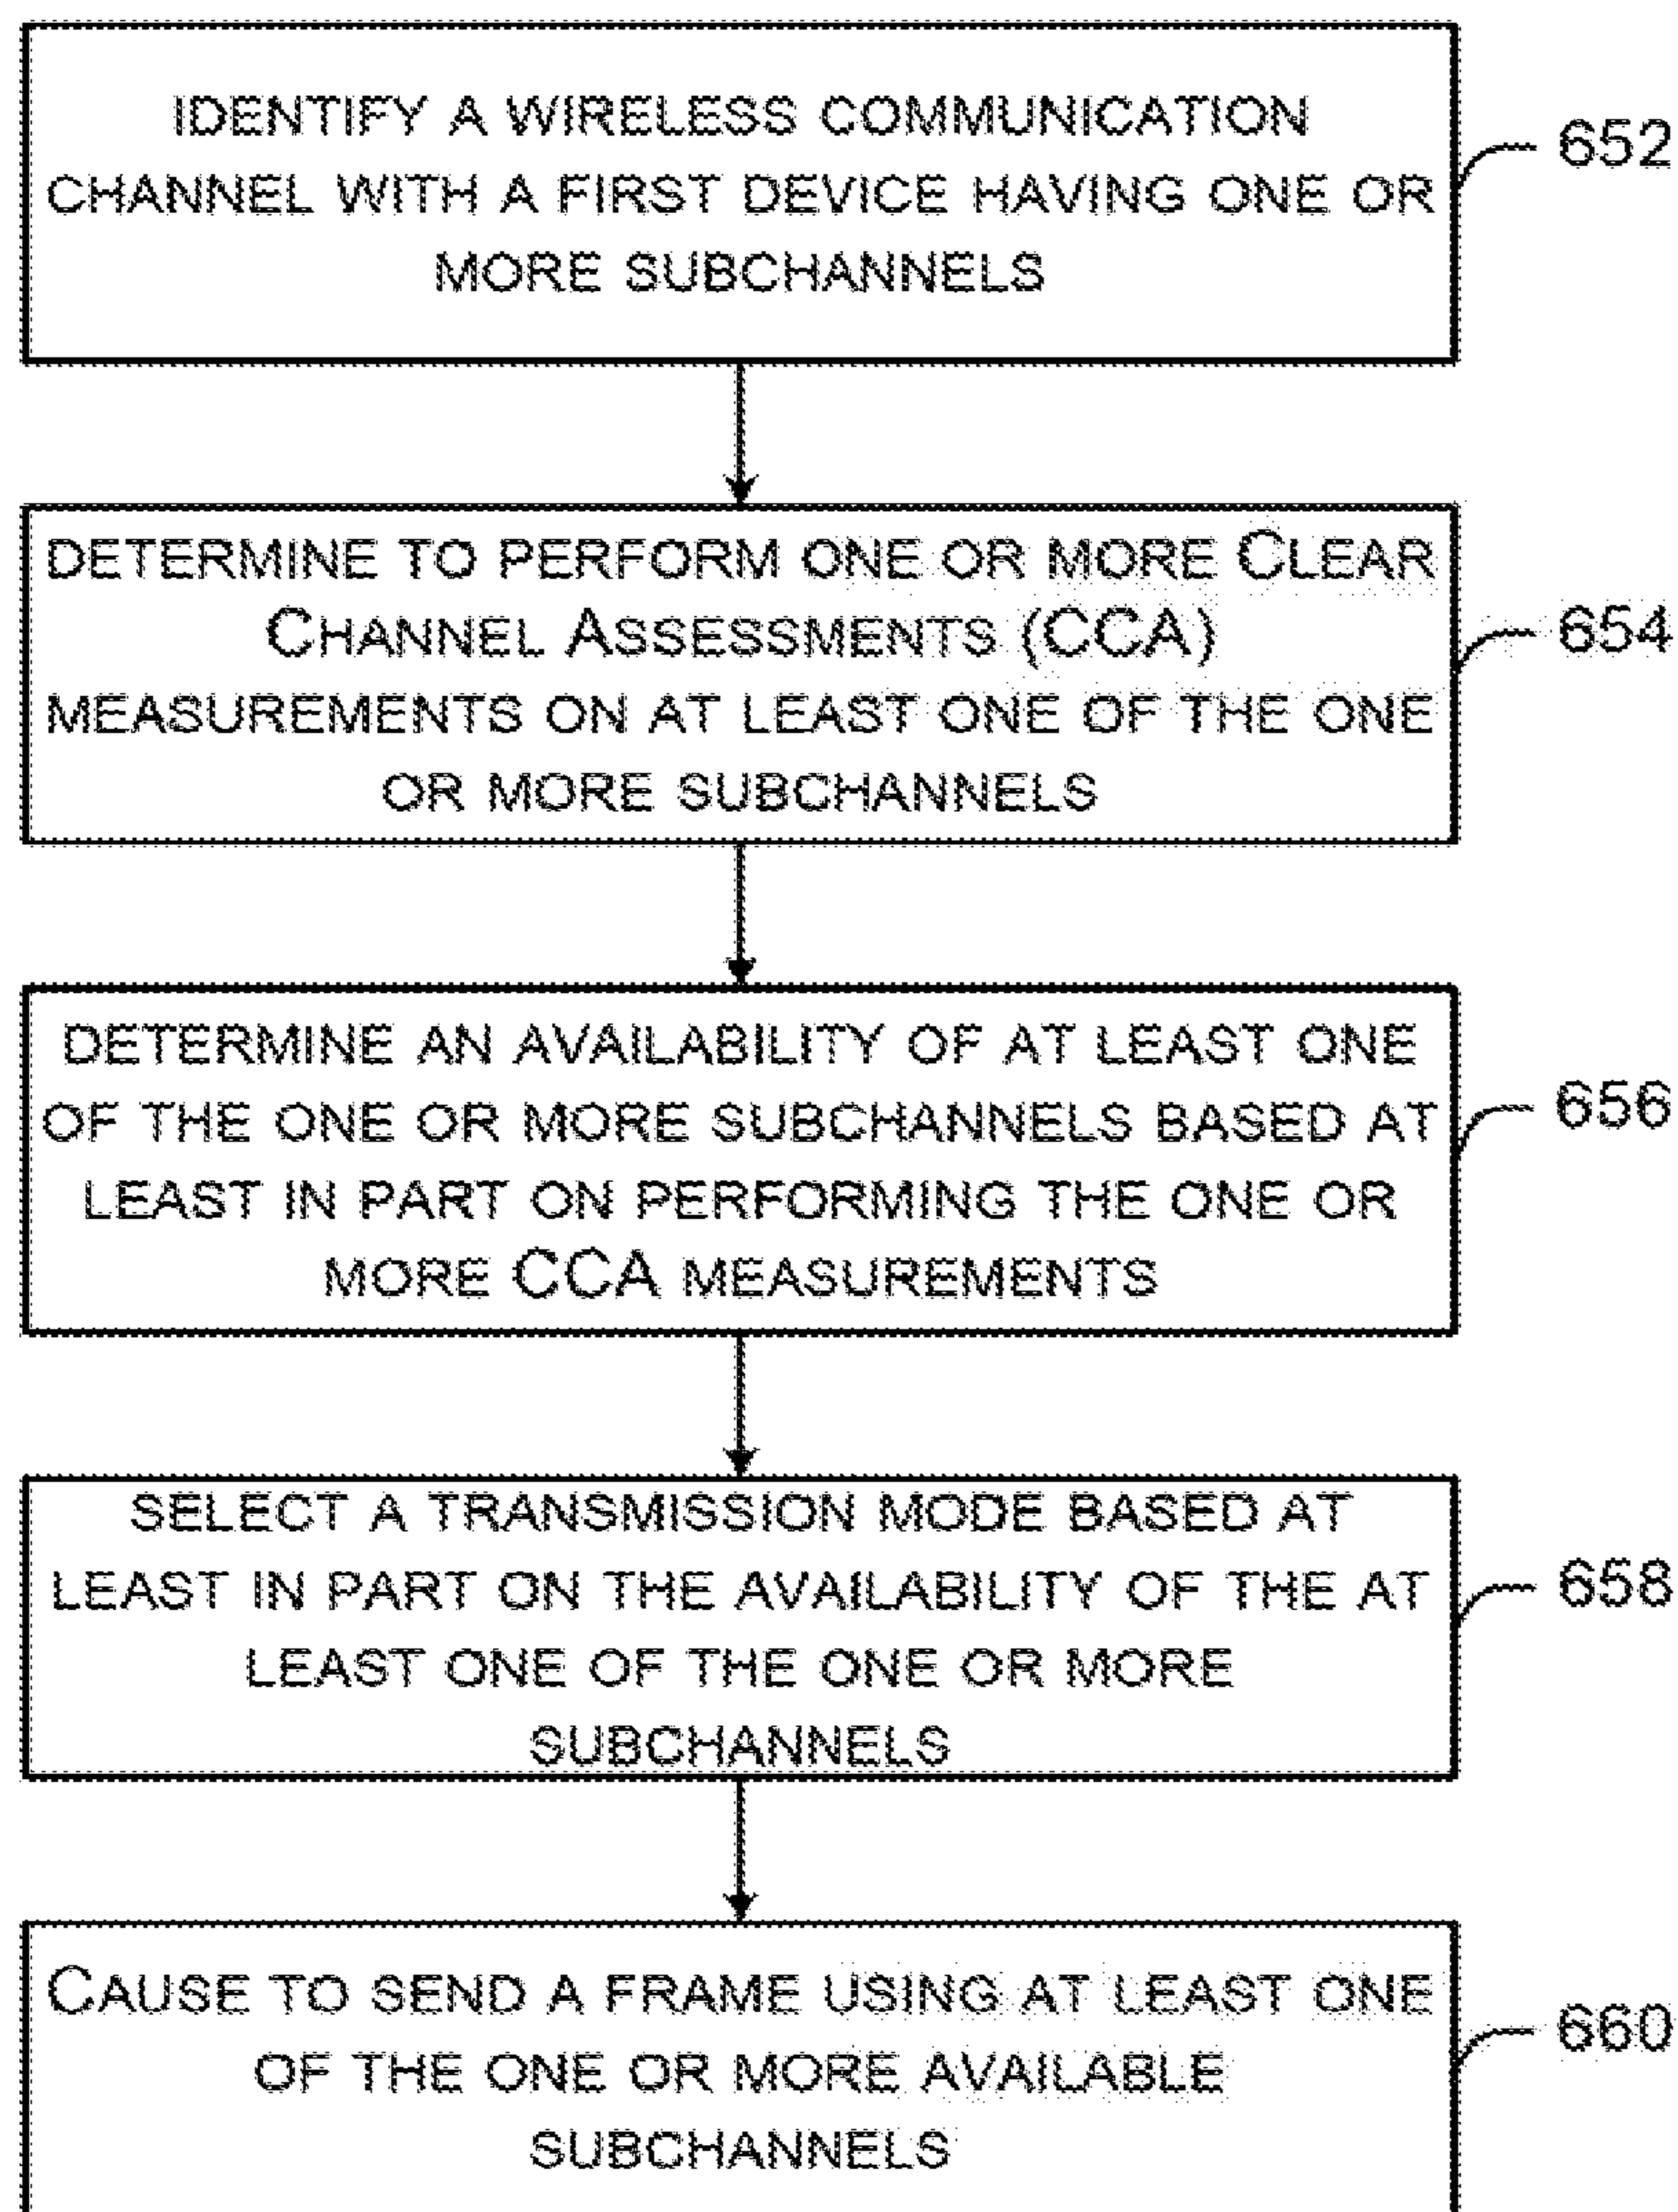 IDENTIFY A WIRELESS COMMUNICATION
CHANNEL WITH A FIRST DEVICE HAVING ONE OR
MORE SUBCHANNELS
652
DETERMINE TO PERFORM ONE OR MORE CLEAR
CHANNEL ASSESSMENTS (CCA)
MEASUREMENTS ON AT LEAST ONE OF THE ONE
OR MORE SUBCHANNELS
654
DETERMINE AN AVAILABILITY OF AT LEAST ONE
OF THE ONE OR MORE SUBCHANNELS BASED AT
LEAST IN PART ON PERFORMING THE ONE OR
MORE CCA MEASUREMENTS
656
SELECT A TRANSMISSION MODE BASED AT
LEAST IN PART ON THE AVAILABILITY OF THE AT
LEAST ONE OF THE ONE OR MORE
SUBCHANNELS
658
CAUSE TO SEND A FRAME USING AT LEAST ONE
OF THE ONE OR MORE AVAILABLE
SUBCHANNELS
660